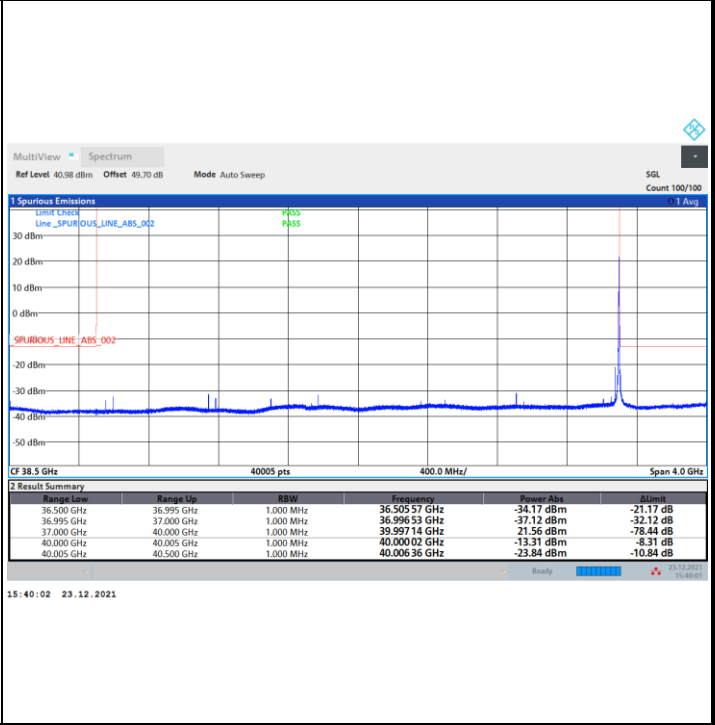 MultiView Spectrum
Ref Level 40.98 dBm Offset 49.70 dB Mode Auto Sweep SGL
Count 100/100
1 Spurious Emissions 1 Avg
Limit Check PASS
Line _SPURIOUS_LINE_ABS_002 PASS
30 dBm
20 dBm
10 dBm
0 dBm
SPURIOUS_LINE_ABS_002
-20 dBm
-30 dBm
-40 dBm
-50 dBm
CF 38.5 GHz 40005 pts 400.0 MHz/ Span 4.0 GHz
2 Result Summary
Range Low Range Up RBW Frequency Power Abs ΔLimit
36.500 GHz 36.995 GHz 1.000 MHz 36.505 57 GHz -34.17 dBm -21.17 dB
36.995 GHz 37.000 GHz 1.000 MHz 36.996 53 GHz -37.12 dBm -32.12 dB
37.000 GHz 40.000 GHz 1.000 MHz 39.997 14 GHz 21.56 dBm -78.44 dB
40.000 GHz 40.005 GHz 1.000 MHz 40.000 02 GHz -13.31 dBm -8.31 dB
40.005 GHz 40.500 GHz 1.000 MHz 40.006 36 GHz -23.84 dBm -10.84 dB
Ready 23.12.2021
15:40:01
15:40:02 23.12.2021